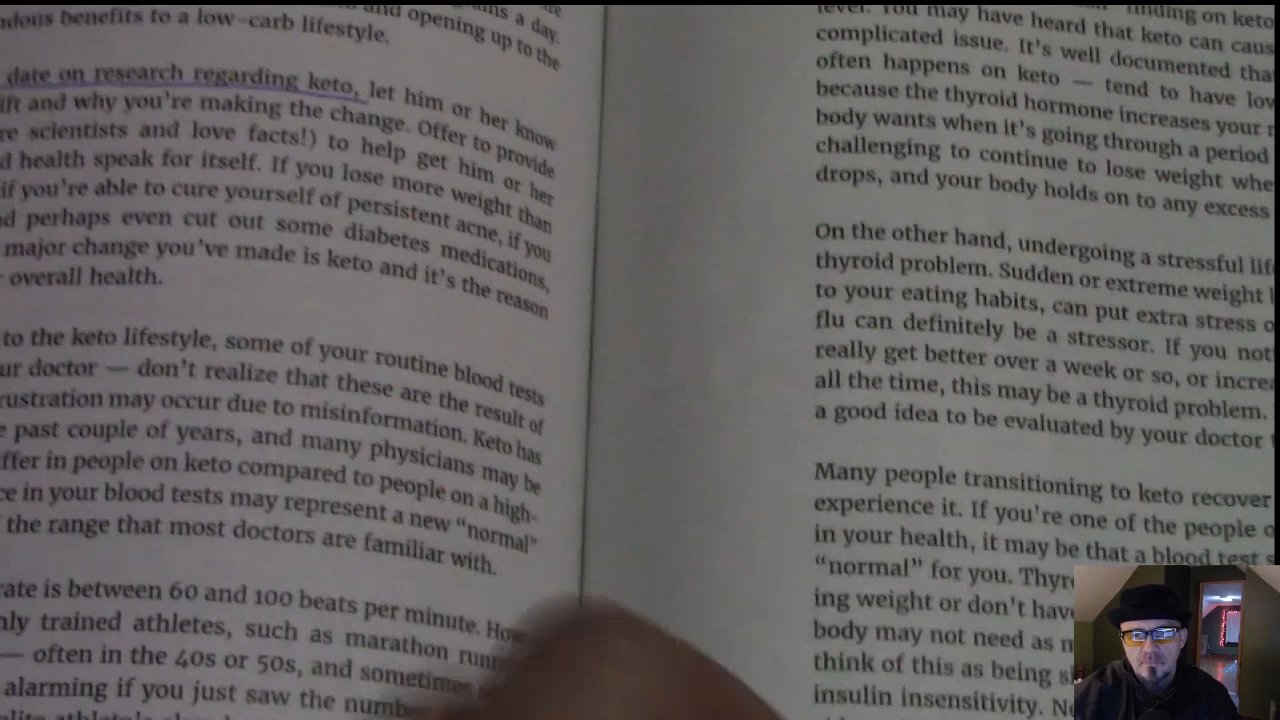 ains a day.
and opening up to the
ndous benefits to a low-carb lifestyle.
date on research regarding keto, let him or her know
ift and why you're making the change. Offer to provide
re scientists and love facts!) to help get him or her
d health speak for itself. If you lose more weight than
if you're able to cure yourself of persistent acne, if you
nd perhaps even cut out some diabetes medications,
major change you've made is keto and it's the reason
r overall health.
to the keto lifestyle, some of your routine blood tests
ur doctor — don't realize that these are the result of
rustration may occur due to misinformation. Keto has
e past couple of years, and many physicians may be
iffer in people on keto compared to people on a high-
ce in your blood tests may represent a new "normal"
f the range that most doctors are familiar with.
rate is between 60 and 100 beats per minute. How
hly trained athletes, such as marathon runn
— often in the 40s or 50s, and sometimes
alarming if you just saw the numb
finding on keto
level. You may have heard that keto can caus
complicated issue. It's well documented tha
often happens on keto — tend to have low
because the thyroid hormone increases your r
body wants when it's going through a period
challenging to continue to lose weight whe
drops, and your body holds on to any excess
On the other hand, undergoing a stressful life
thyroid problem. Sudden or extreme weight l
to your eating habits, can put extra stress o
flu can definitely be a stressor. If you not
really get better over a week or so, or increa
all the time, this may be a thyroid problem.
a good idea to be evaluated by your doctor t
Many people transitioning to keto recover
experience it. If you're one of the people o
in your health, it may be that a blood test s
"normal" for you. Thyr
ing weight or don't have
body may not need as m
think of this as being s
insulin insensitivity. No